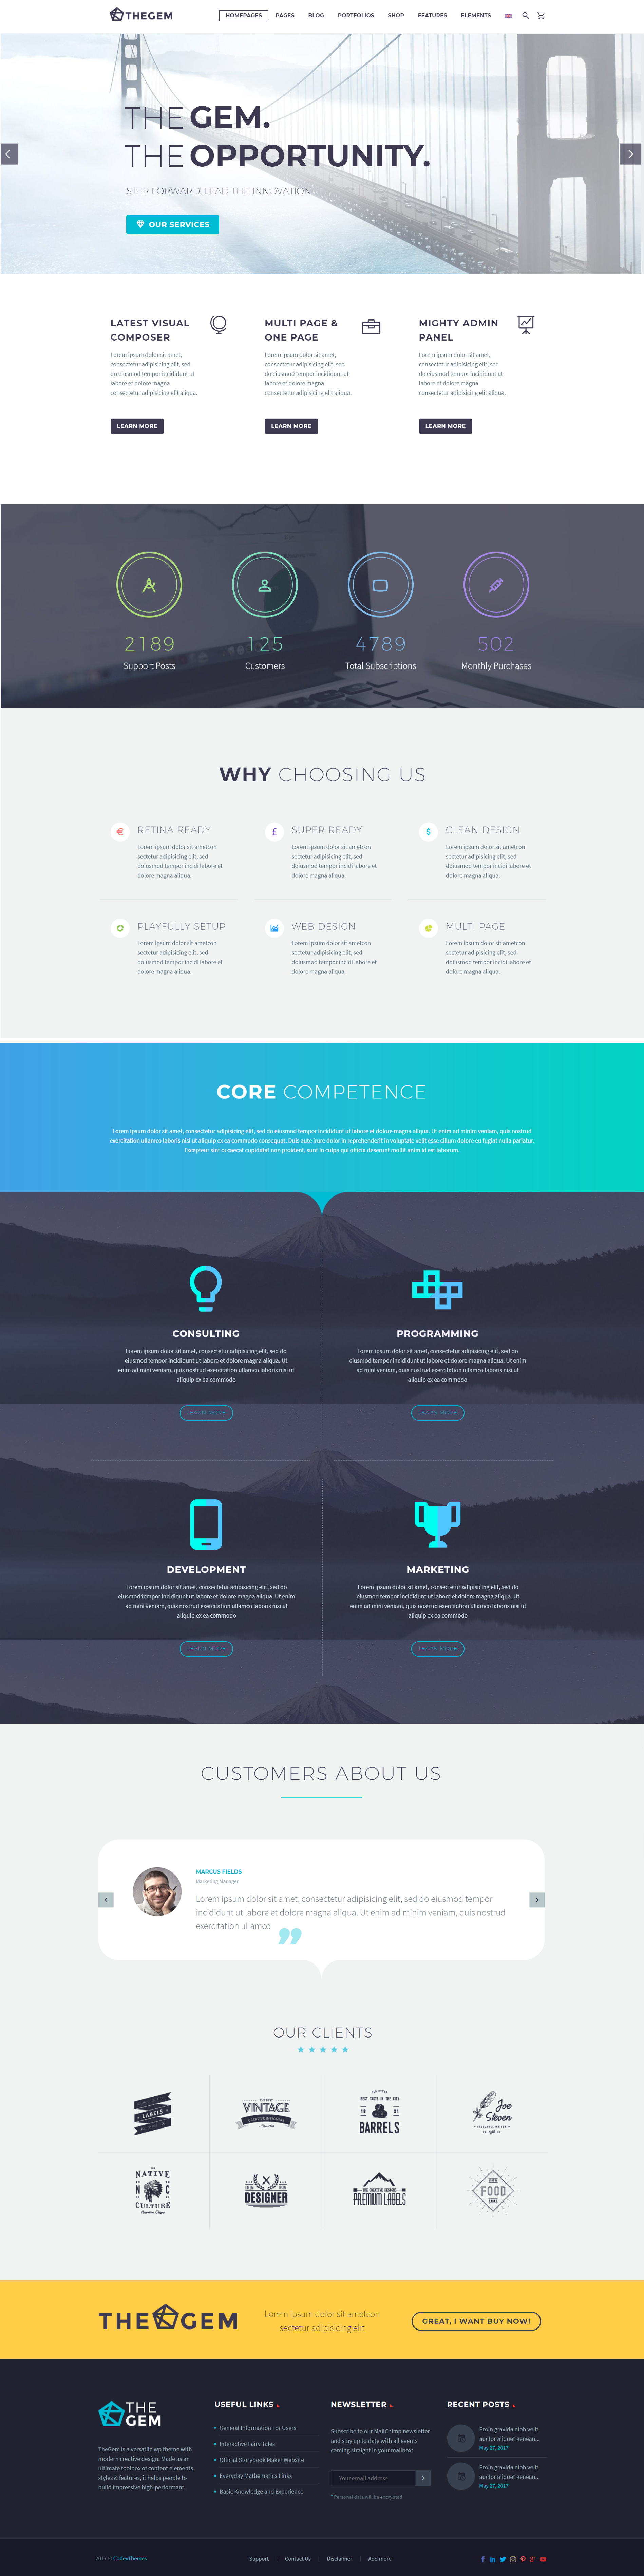 THEGEM
HOMEPAGES PAGES BLOG PORTFOLIOS SHOP FEATURES ELEMENTS
THE GEM.
THE OPPORTUNITY.
STEP FORWARD, LEAD THE INNOVATION
OUR SERVICES
LATEST VISUAL
COMPOSER
Lorem ipsum dolor sit amet,
consectetur adipisicing elit, sed
do eiusmod tempor incididunt ut
labore et dolore magna
consectetur adipisicing elit aliqua.
LEARN MORE
MULTI PAGE &
ONE PAGE
Lorem ipsum dolor sit amet,
consectetur adipisicing elit, sed
do eiusmod tempor incididunt ut
labore et dolore magna
consectetur adipisicing elit aliqua.
LEARN MORE
MIGHTY ADMIN
PANEL
Lorem ipsum dolor sit amet,
consectetur adipisicing elit, sed
do eiusmod tempor incididunt ut
labore et dolore magna
consectetur adipisicing elit aliqua.
LEARN MORE
2189
Support Posts
125
Customers
4789
Total Subscriptions
502
Monthly Purchases
WHY CHOOSING US
RETINA READY
Lorem ipsum dolor sit ametcon
sectetur adipisicing elit, sed
doiusmod tempor incidi labore et
dolore magna aliqua.
SUPER READY
Lorem ipsum dolor sit ametcon
sectetur adipisicing elit, sed
doiusmod tempor incidi labore et
dolore magna aliqua.
CLEAN DESIGN
Lorem ipsum dolor sit ametcon
sectetur adipisicing elit, sed
doiusmod tempor incidi labore et
dolore magna aliqua.
PLAYFULLY SETUP
Lorem ipsum dolor sit ametcon
sectetur adipisicing elit, sed
doiusmod tempor incidi labore et
dolore magna aliqua.
WEB DESIGN
Lorem ipsum dolor sit ametcon
sectetur adipisicing elit, sed
doiusmod tempor incidi labore et
dolore magna aliqua.
MULTI PAGE
Lorem ipsum dolor sit ametcon
sectetur adipisicing elit, sed
doiusmod tempor incidi labore et
dolore magna aliqua.
CORE COMPETENCE
Lorem ipsum dolor sit amet, consectetur adipisicing elit, sed do eiusmod tempor incididunt ut labore et dolore magna aliqua. Ut enim ad minim veniam, quis nostrud
exercitation ullamco laboris nisi ut aliquip ex ea commodo consequat. Duis aute irure dolor in reprehenderit in voluptate velit esse cillum dolore eu fugiat nulla pariatur.
Excepteur sint occaecat cupidatat non proident, sunt in culpa qui officia deserunt mollit anim id est laborum.
CONSULTING
Lorem ipsum dolor sit amet, consectetur adipisicing elit, sed do
eiusmod tempor incididunt ut labore et dolore magna aliqua. Ut
enim ad mini veniam, quis nostrud exercitation ullamco laboris nisi ut
aliquip ex ea commodo
LEARN MORE
PROGRAMMING
Lorem ipsum dolor sit amet, consectetur adipisicing elit, sed do
eiusmod tempor incididunt ut labore et dolore magna aliqua. Ut enim
ad mini veniam, quis nostrud exercitation ullamco laboris nisi ut
aliquip ex ea commodo
LEARN MORE
DEVELOPMENT
Lorem ipsum dolor sit amet, consectetur adipisicing elit, sed do
eiusmod tempor incididunt ut labore et dolore magna aliqua. Ut enim
ad mini veniam, quis nostrud exercitation ullamco laboris nisi ut
aliquip ex ea commodo
LEARN MORE
MARKETING
Lorem ipsum dolor sit amet, consectetur adipisicing elit, sed do
eiusmod tempor incididunt ut labore et dolore magna aliqua. Ut
enim ad mini veniam, quis nostrud exercitation ullamco laboris nisi ut
aliquip ex ea commodo
LEARN MORE
CUSTOMERS ABOUT US
MARCUS FIELDS
Marketing Manager
Lorem ipsum dolor sit amet, consectetur adipisicing elit, sed do eiusmod tempor
incididunt ut labore et dolore magna aliqua. Ut enim ad minim veniam, quis nostrud
exercitation ullamco
OUR CLIENTS
LABELS
VINTAGE
BEST TASTE IN THE CITY
18 21
BARRELS
Joe
Steven
NATIVE
CULTURE
DESIGNER
PREMIUM LABELS
FOOD
THE GEM
Lorem ipsum dolor sit ametcon
sectetur adipisicing elit
GREAT, I WANT BUY NOW!
THE
GEM
TheGem is a versatile wp theme with
modern creative design. Made as an
ultimate toolbox of content elements,
styles & features, it helps people to
build impressive high-performant.
USEFUL LINKS
General Information For Users
Interactive Fairy Tales
Official Storybook Maker Website
Everyday Mathematics Links
Basic Knowledge and Experience
NEWSLETTER
Subscribe to our MailChimp newsletter
and stay up to date with all events
coming straight in your mailbox:
Your email address
* Personal data will be encrypted
RECENT POSTS
Proin gravida nibh velit
auctor aliquet aenean...
May 27, 2017
Proin gravida nibh velit
auctor aliquet aenean..
May 27, 2017
2017 © CodexThemes
Support Contact Us Disclaimer Add more